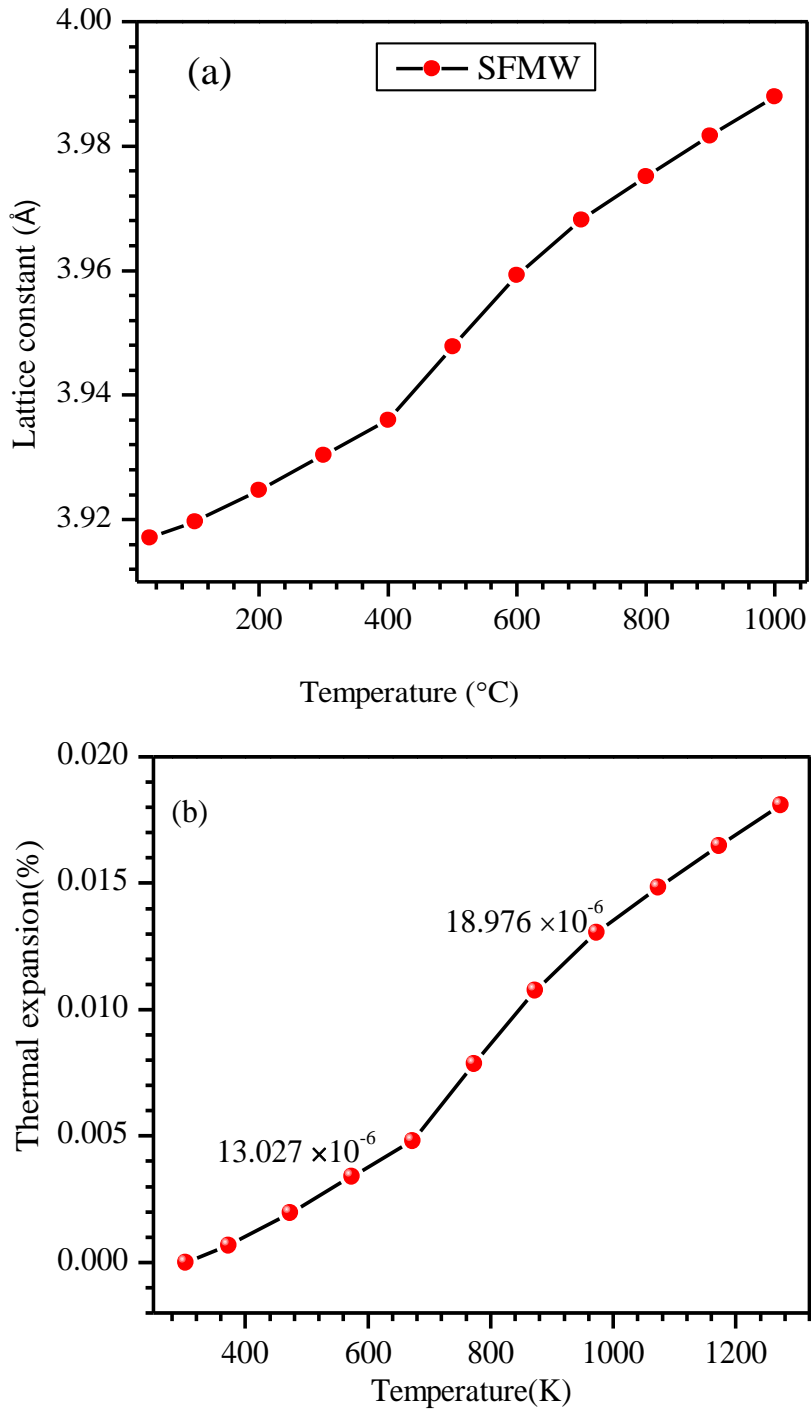 (a)
SFMW
4.00
3.98
3.96
3.94
3.92
Lattice constant (Å)
200 400 600 800 1000
Temperature (°C)
(b)
0.020
0.015
0.010
0.005
0.000
Thermal expansion(%)
18.976 ×10⁻⁶
13.027 ×10⁻⁶
400 600 800 1000 1200
Temperature(K)